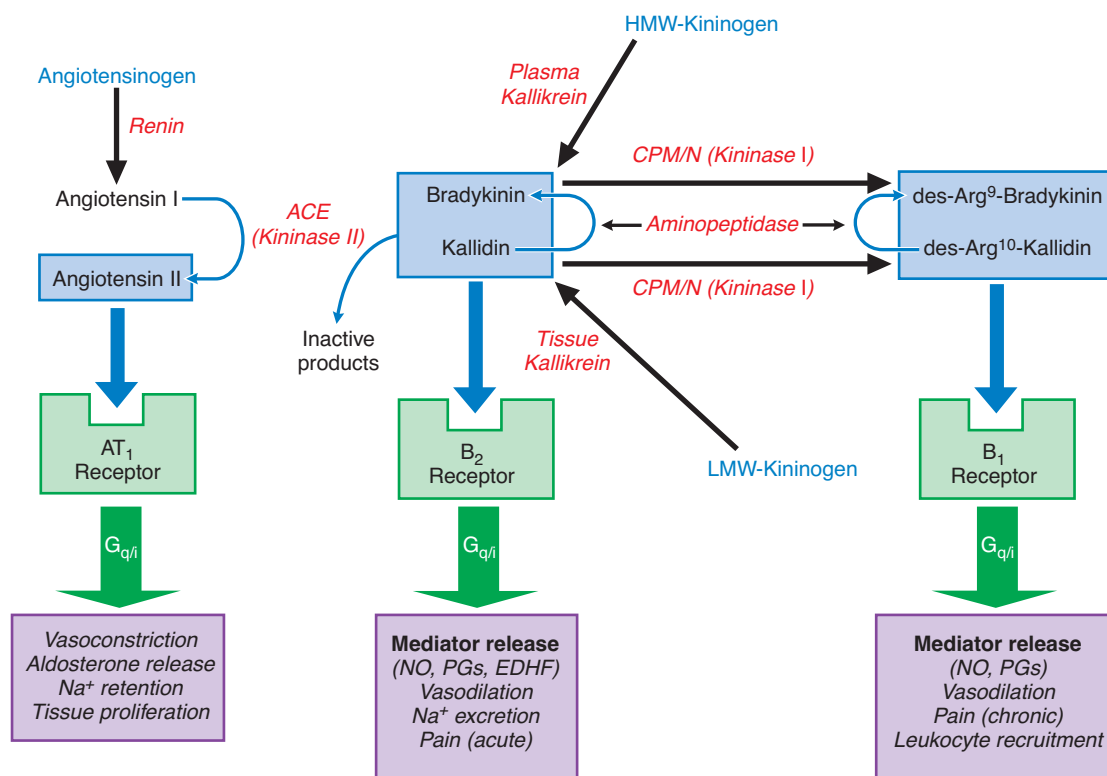 Angiotensinogen
Renin
Angiotensin I
ACE
(Kininase II)
Angiotensin II
AT₁
Receptor
Gq/i
Vasoconstriction
Aldosterone release
Na⁺ retention
Tissue proliferation
HMW-Kininogen
Plasma
Kallikrein
Bradykinin
Kallidin
Inactive
products
CPM/N (Kininase I)
Aminopeptidase
CPM/N (Kininase I)
Tissue
Kallikrein
LMW-Kininogen
B₂
Receptor
Gq/i
Mediator release
(NO, PGs, EDHF)
Vasodilation
Na⁺ excretion
Pain (acute)
des-Arg⁹-Bradykinin
des-Arg¹⁰-Kallidin
B₁
Receptor
Gq/i
Mediator release
(NO, PGs)
Vasodilation
Pain (chronic)
Leukocyte recruitment